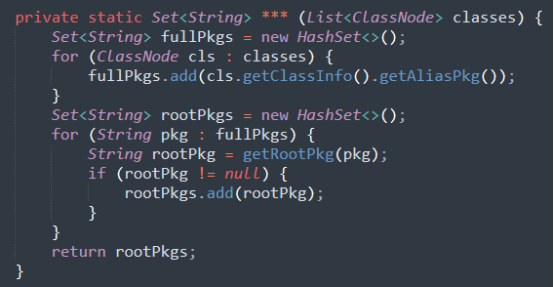 private static Set<String> *** (List<ClassNode> classes) {
    Set<String> fullPkgs = new HashSet<>();
    for (ClassNode cls : classes) {
        fullPkgs.add(cls.getClassInfo().getAliasPkg());
    }
    Set<String> rootPkgs = new HashSet<>();
    for (String pkg : fullPkgs) {
        String rootPkg = getRootPkg(pkg);
        if (rootPkg != null) {
            rootPkgs.add(rootPkg);
        }
    }
    return rootPkgs;
}